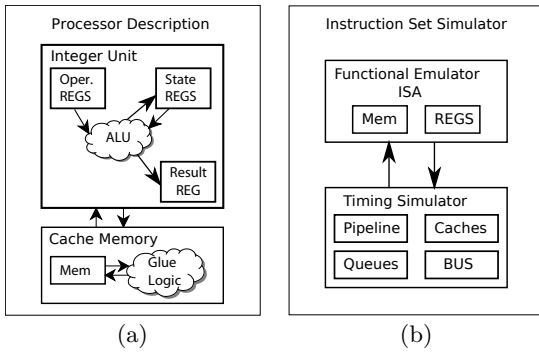 Processor Description
Integer Unit
Oper.
REGS
State
REGS
ALU
Result
REG
Cache Memory
Mem
Glue
Logic
(a)
Instruction Set Simulator
Functional Emulator
ISA
Mem
REGS
Timing Simulator
Pipeline
Caches
Queues
BUS
(b)